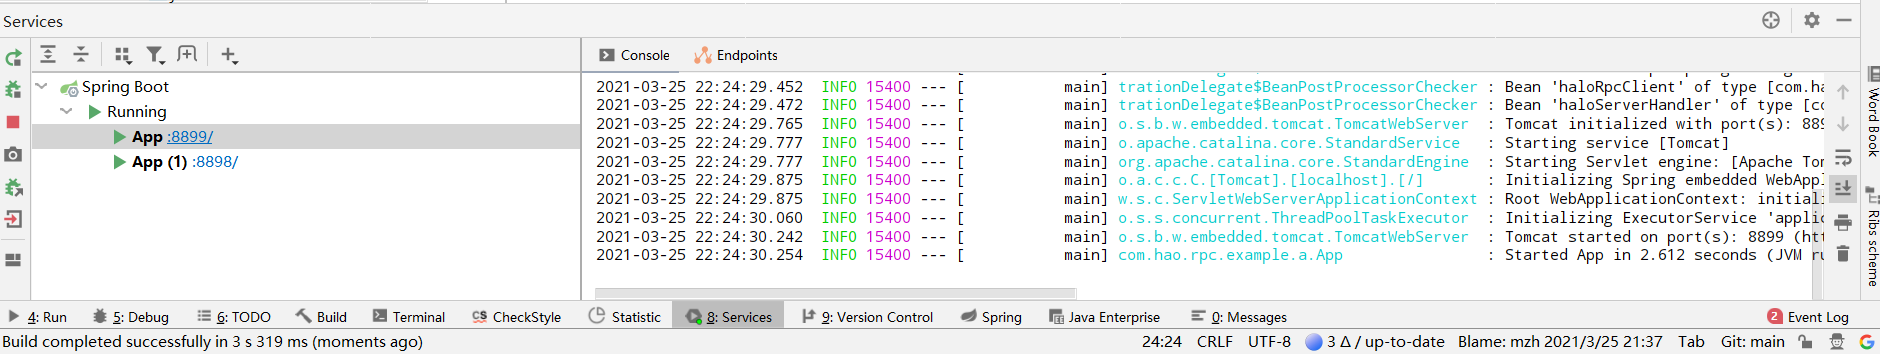 Services
Console
Endpoints
Spring Boot
Running
App :8899/
App (1) :8898/
2021-03-25 22:24:29.452  INFO 15400 --- [           main] trationDelegate$BeanPostProcessorChecker : Bean 'haloRpcClient' of type [com.ha
2021-03-25 22:24:29.472  INFO 15400 --- [           main] trationDelegate$BeanPostProcessorChecker : Bean 'haloServerHandler' of type [co
2021-03-25 22:24:29.765  INFO 15400 --- [           main] o.s.b.w.embedded.tomcat.TomcatWebServer  : Tomcat initialized with port(s): 889
2021-03-25 22:24:29.777  INFO 15400 --- [           main] o.apache.catalina.core.StandardService   : Starting service [Tomcat]
2021-03-25 22:24:29.777  INFO 15400 --- [           main] org.apache.catalina.core.StandardEngine  : Starting Servlet engine: [Apache Tom
2021-03-25 22:24:29.875  INFO 15400 --- [           main] o.a.c.c.C.[Tomcat].[localhost].[/]       : Initializing Spring embedded WebAppl
2021-03-25 22:24:29.875  INFO 15400 --- [           main] w.s.c.ServletWebServerApplicationContext : Root WebApplicationContext: initiali
2021-03-25 22:24:30.060  INFO 15400 --- [           main] o.s.s.concurrent.ThreadPoolTaskExecutor  : Initializing ExecutorService 'applic
2021-03-25 22:24:30.242  INFO 15400 --- [           main] o.s.b.w.embedded.tomcat.TomcatWebServer  : Tomcat started on port(s): 8899 (htt
2021-03-25 22:24:30.254  INFO 15400 --- [           main] com.hao.rpc.example.a.App                : Started App in 2.612 seconds (JVM ru
Word Book
Ribs scheme
4: Run
5: Debug
6: TODO
Build
Terminal
CS CheckStyle
Statistic
8: Services
9: Version Control
Spring
Java Enterprise
0: Messages
2 Event Log
Build completed successfully in 3 s 319 ms (moments ago)
24:24
CRLF
UTF-8
3 Δ / up-to-date
Blame: mzh 2021/3/25 21:37
Tab
Git: main